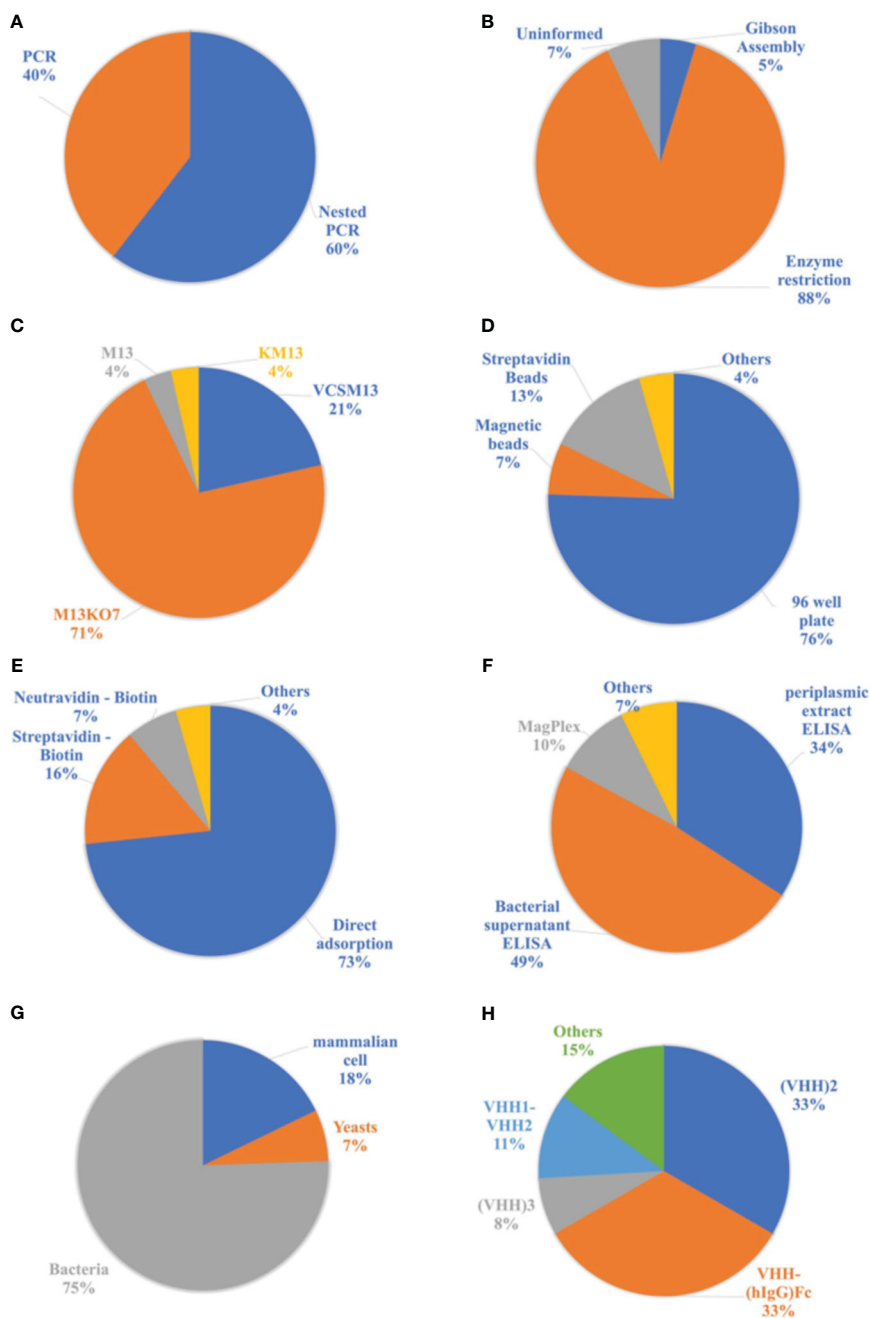 A
PCR
40%
Nested
PCR
60%
B
Uninformed
7%
Gibson
Assembly
5%
Enzyme
restriction
88%
C
M13
4%
KM13
4%
VCSM13
21%
M13KO7
71%
D
Streptavidin
Beads
13%
Others
4%
Magnetic
beads
7%
96 well
plate
76%
E
Neutravidin - Biotin
7%
Others
4%
Streptavidin -
Biotin
16%
Direct
adsorption
73%
F
Others
7%
periplasmic
extract
ELISA
34%
MagPlex
10%
Bacterial
supernatant
ELISA
49%
G
mammalian
cell
18%
Yeasts
7%
Bacteria
75%
H
Others
15%
(VHH)2
33%
VHH1-
VHH2
11%
(VHH)3
8%
VHH-
(hIgG)Fc
33%